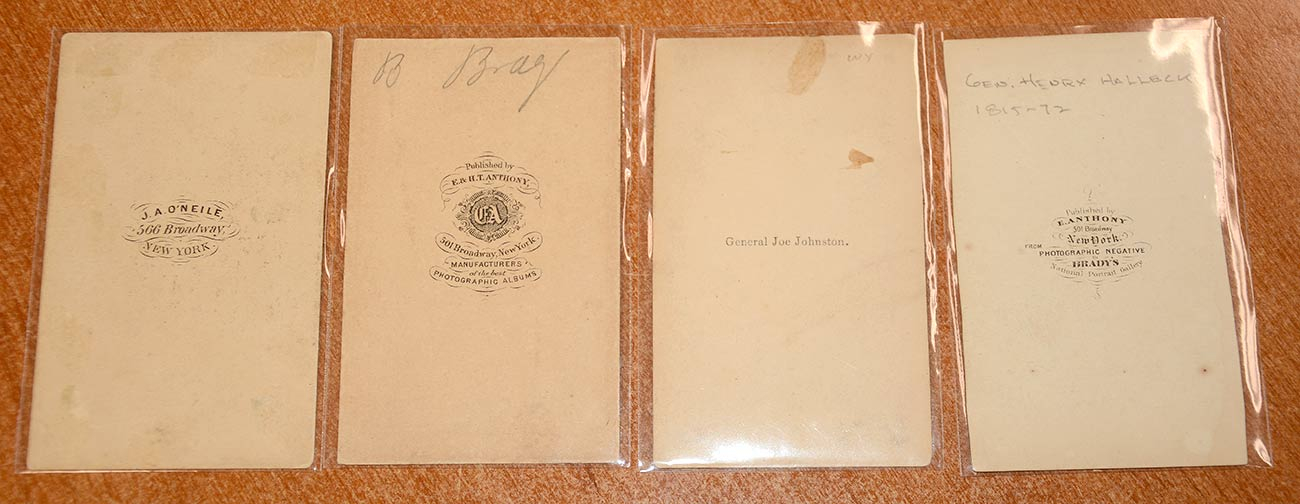 J. A. O'NEILE,
566 Broadway,
NEW YORK
B Brag
Published by
E. & H. T. ANTHONY,
E&A
501 Broadway, New York.
MANUFACTURERS
of the best
PHOTOGRAPHIC ALBUMS
General Joe Johnston.
GEN. HENRY HALLECK
1815-72
Published by
E. ANTHONY
501 Broadway
New York.
FROM
PHOTOGRAPHIC NEGATIVE
BRADY'S
National Portrait Gallery.